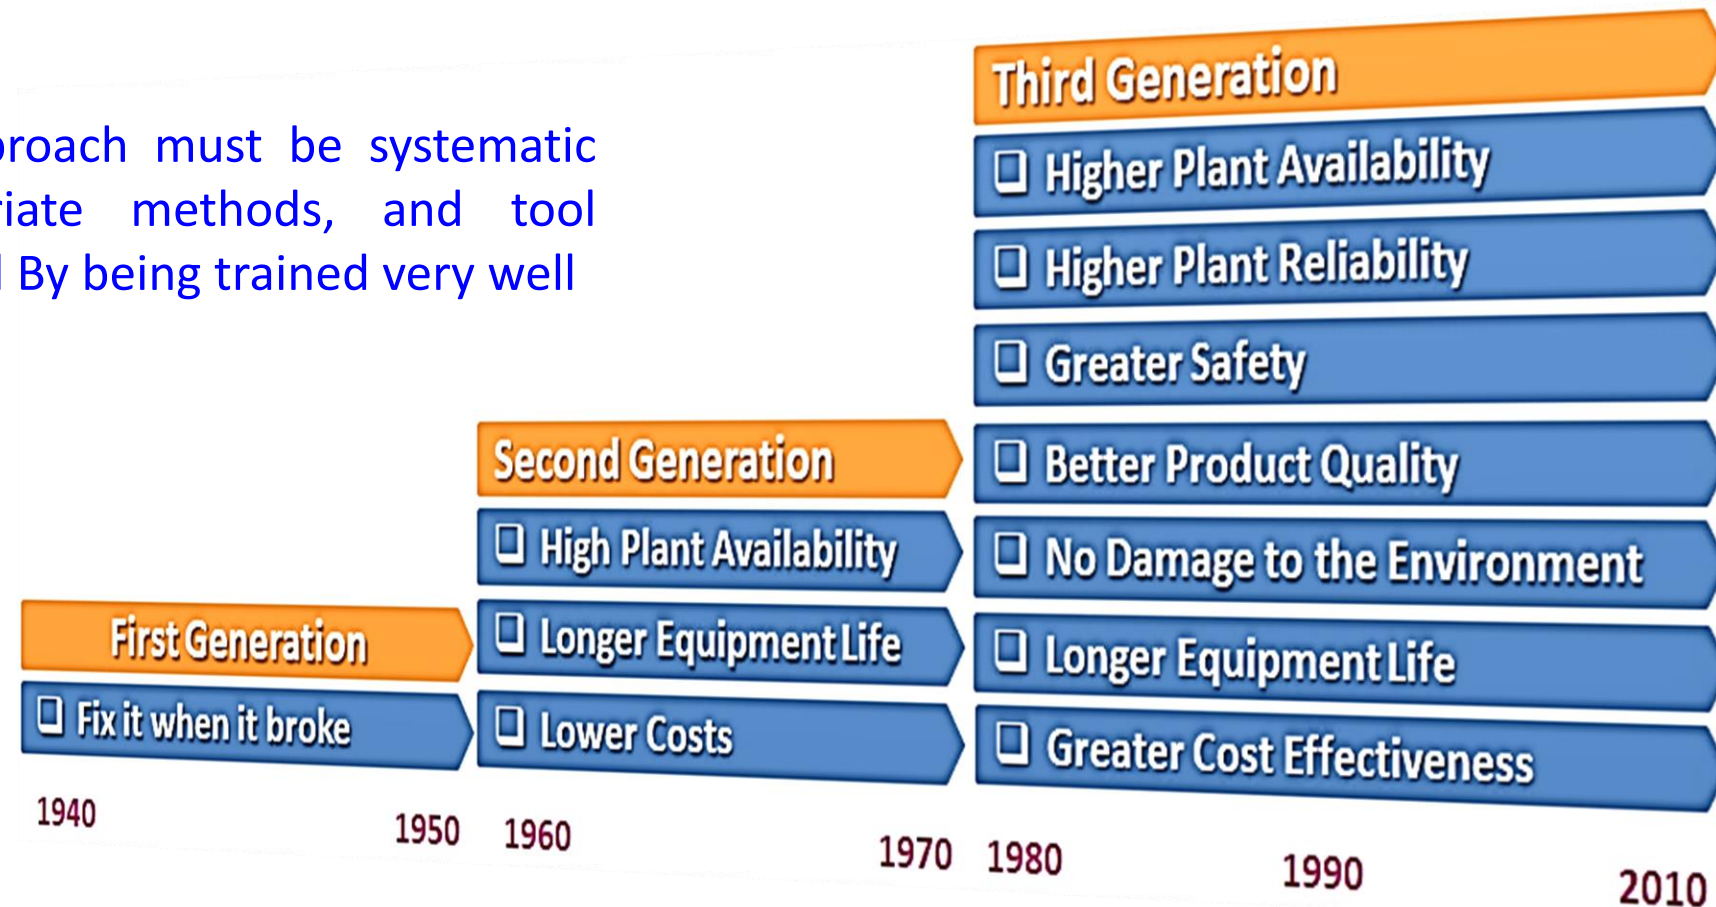 must be systematic
methods, and tool
By being trained very well
Third Generation
❑ Higher Plant Availability
❑ Higher Plant Reliability
❑ Greater Safety
❑ Better Product Quality
❑ No Damage to the Environment
❑ Longer Equipment Life
❑ Greater Cost Effectiveness
Second Generation
❑ High Plant Availability
❑ Longer Equipment Life
❑ Lower Costs
First Generation
❑ Fix it when it broke
1940 1950 1960 1970 1980 1990 2010